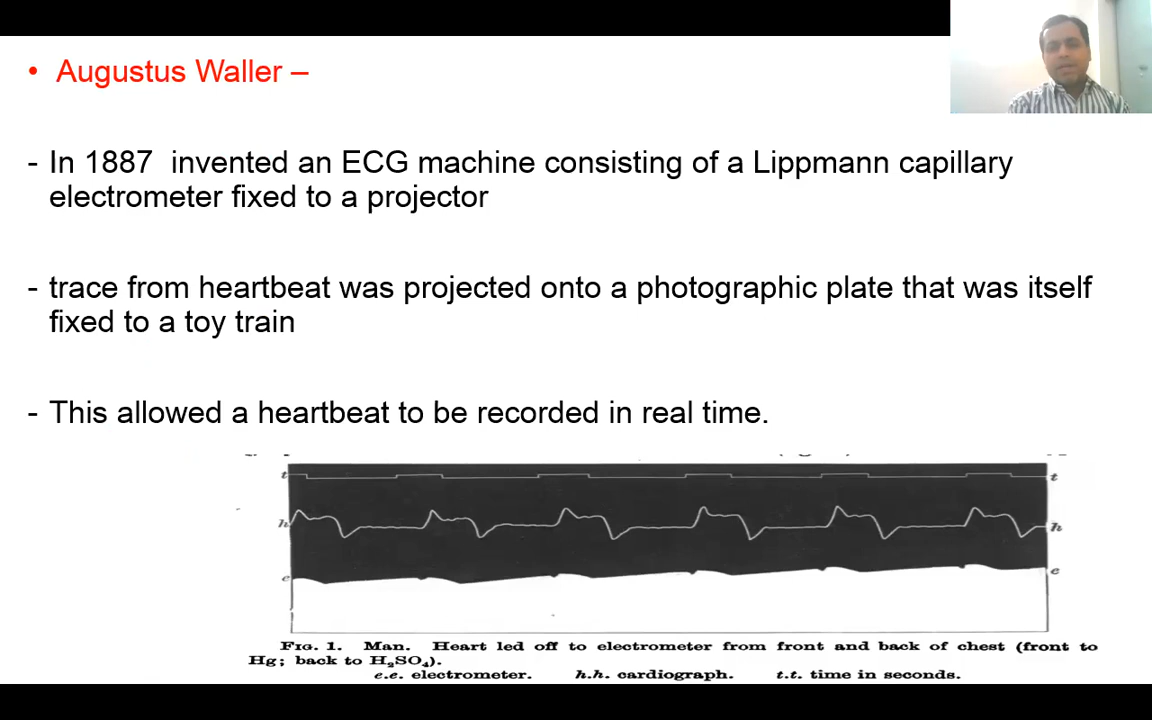 • Augustus Waller –
- In 1887 invented an ECG machine consisting of a Lippmann capillary
electrometer fixed to a projector
- trace from heartbeat was projected onto a photographic plate that was itself
fixed to a toy train
- This allowed a heartbeat to be recorded in real time.
t t
h h
e e
FIG. 1. Man. Heart led off to electrometer from front and back of chest (front to
Hg; back to H₂SO₄).
e.e. electrometer. h.h. cardiograph. t.t. time in seconds.